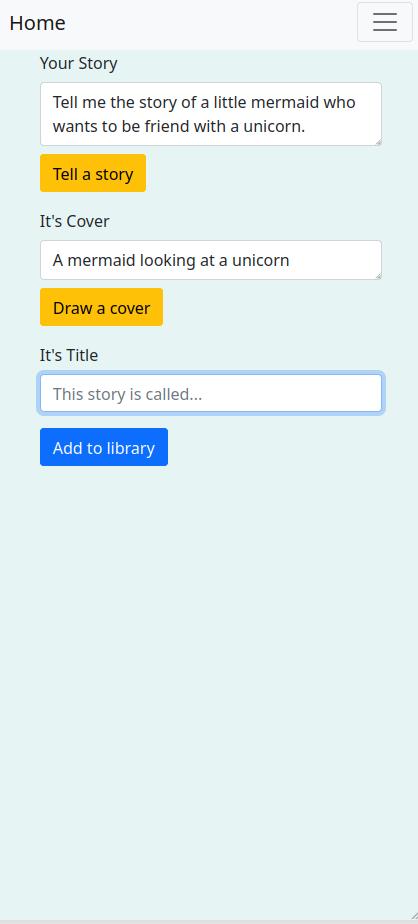 Home
Your Story
Tell me the story of a little mermaid who
wants to be friend with a unicorn.
Tell a story
It's Cover
A mermaid looking at a unicorn
Draw a cover
It's Title
This story is called...
Add to library